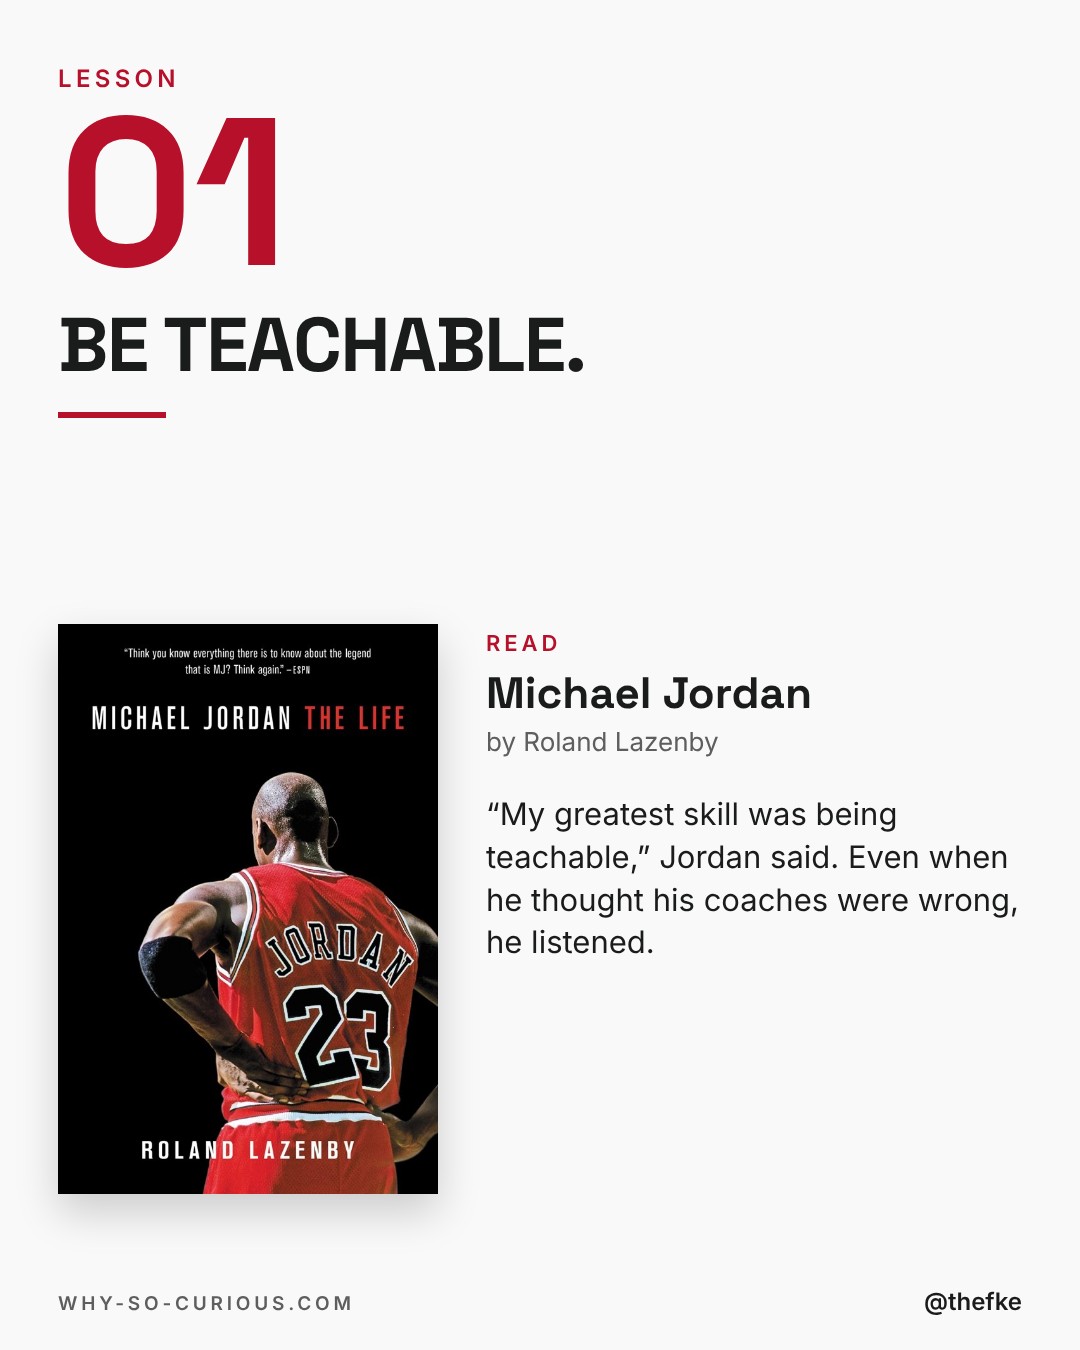 LESSON
01
BE TEACHABLE.
“Think you know everything there is to know about the legend
that is MJ? Think again.” –ESPN
MICHAEL JORDAN THE LIFE
JORDAN
23
ROLAND LAZENBY
READ
Michael Jordan
by Roland Lazenby
“My greatest skill was being
teachable,” Jordan said. Even when
he thought his coaches were wrong,
he listened.
WHY-SO-CURIOUS.COM
@thefke